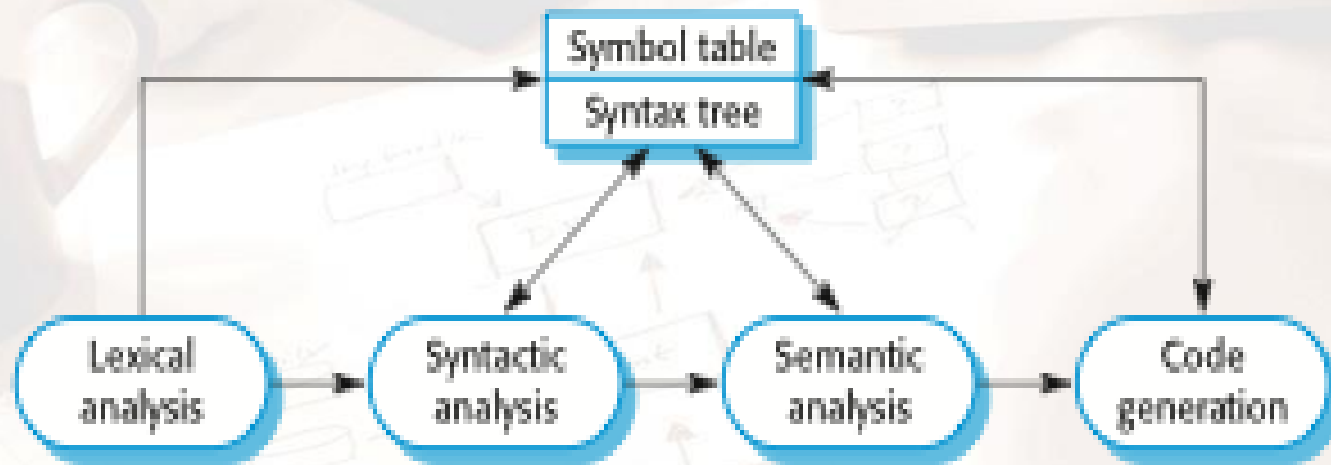 Symbol table
Syntax tree
Lexical
analysis
Syntactic
analysis
Semantic
analysis
Code
generation